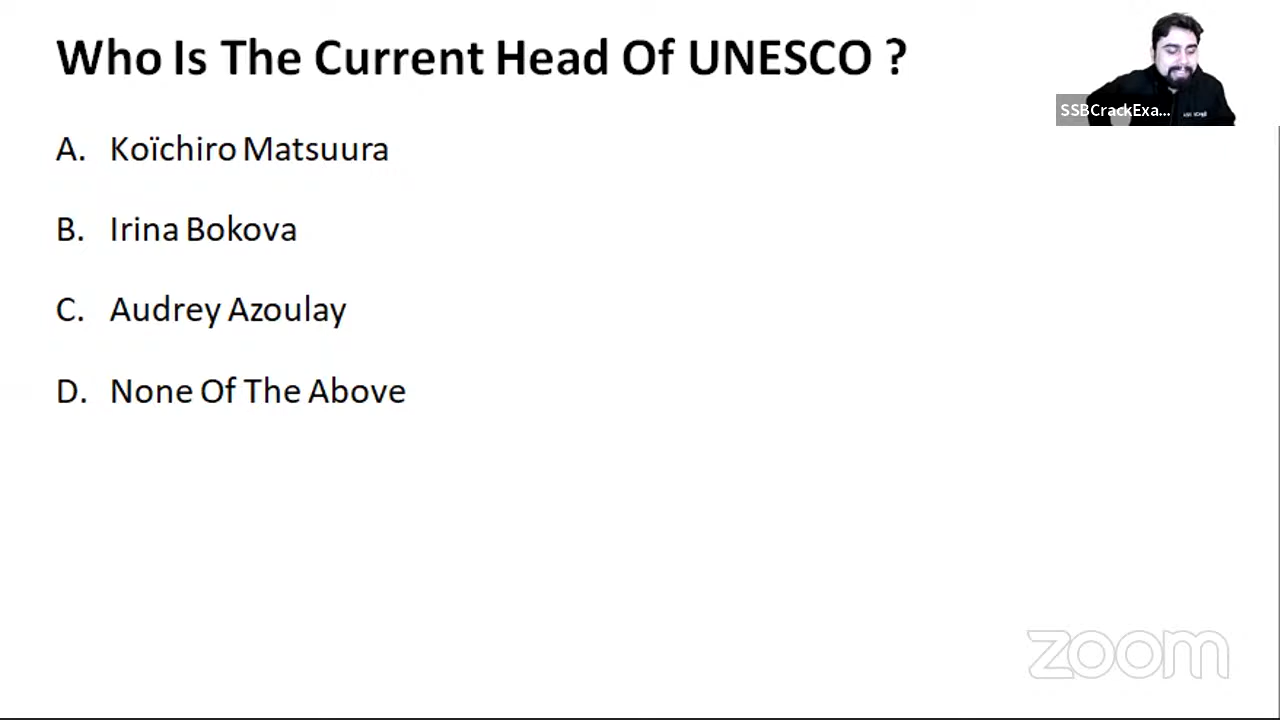 Who Is The Current Head Of UNESCO ?
SSBCrackExa...
A. Koïchiro Matsuura
B. Irina Bokova
C. Audrey Azoulay
D. None Of The Above
zoom